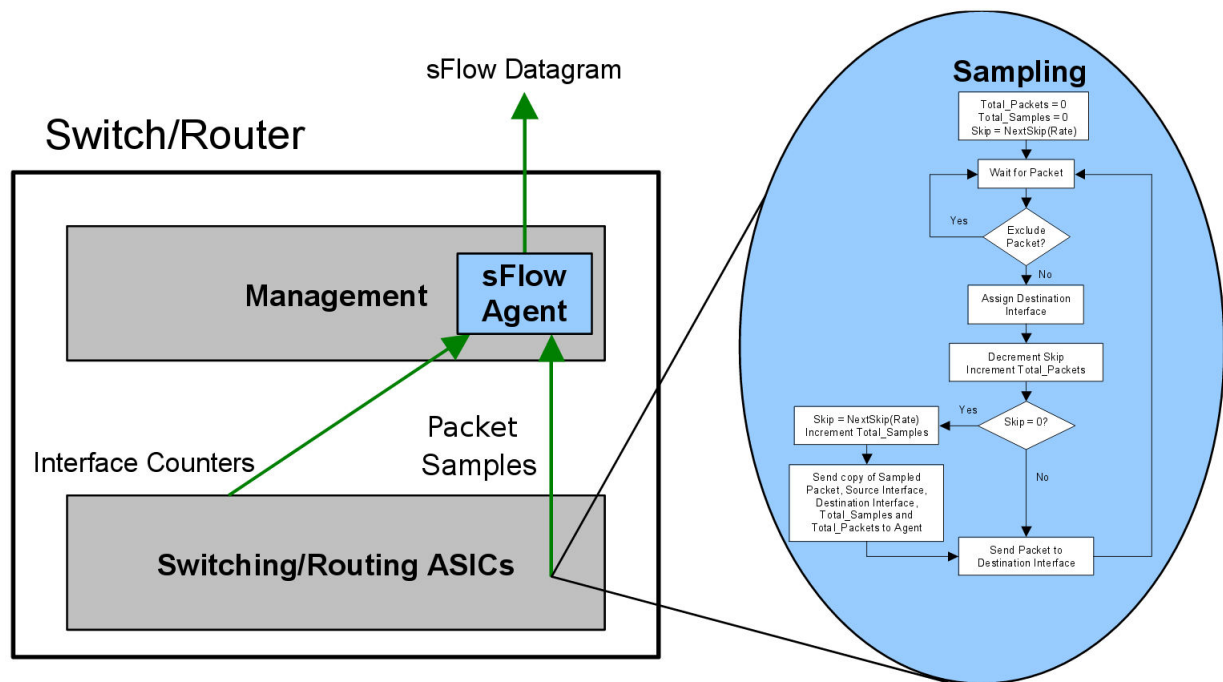 sFlow Datagram
Switch/Router
Management
sFlow
Agent
Interface Counters
Packet
Samples
Switching/Routing ASICs
Sampling
Total_Packets = 0
Total_Samples = 0
Skip = NextSkip(Rate)
Wait for Packet
Yes
Exclude
Packet?
No
Assign Destination
Interface
Decrement Skip
Increment Total_Packets
Yes
Skip = 0?
Skip = NextSkip(Rate)
Increment Total_Samples
No
Send copy of Sampled
Packet, Source Interface,
Destination Interface,
Total_Samples and
Total_Packets to Agent
Send Packet to
Destination Interface